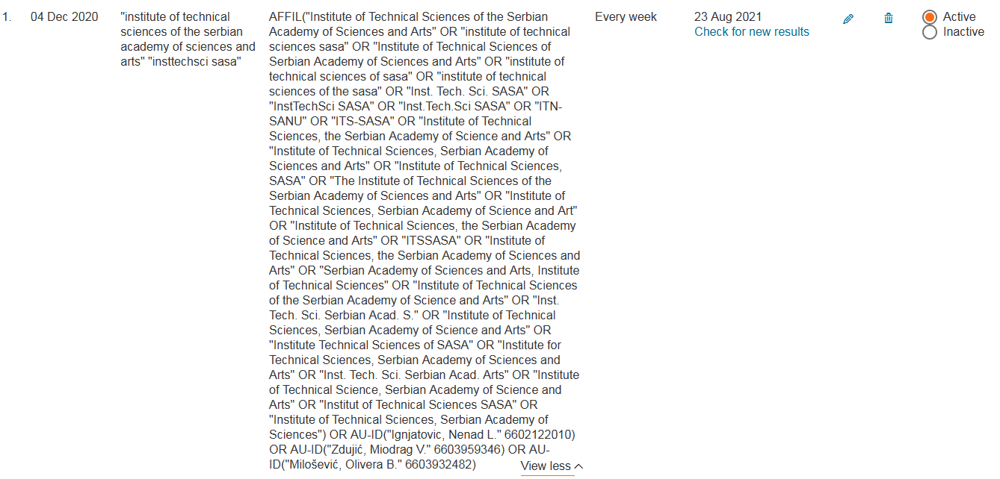 1. 04 Dec 2020 "institute of technical AFFIL("Institute of Technical Sciences of the Serbian Every week 23 Aug 2021 Active
sciences of the serbian Academy of Sciences and Arts" OR "institute of technical Check for new results Inactive
academy of sciences and sciences sasa" OR "Institute of Technical Sciences of
arts" "insttechsci sasa" Serbian Academy of Sciences and Arts" OR "institute of
technical sciences of sasa" OR "institute of technical
sciences of the sasa" OR "Inst. Tech. Sci. SASA" OR
"InstTechSci SASA" OR "Inst.Tech.Sci SASA" OR "ITN-
SANU" OR "ITS-SASA" OR "Institute of Technical
Sciences, the Serbian Academy of Science and Arts" OR
"Institute of Technical Sciences, Serbian Academy of
Sciences and Arts" OR "Institute of Technical Sciences,
SASA" OR "The Institute of Technical Sciences of the
Serbian Academy of Sciences and Arts" OR "Institute of
Technical Sciences, Serbian Academy of Science and Art"
OR "Institute of Technical Sciences, the Serbian Academy
of Science and Arts" OR "ITSSASA" OR "Institute of
Technical Sciences, the Serbian Academy of Sciences and
Arts" OR "Serbian Academy of Sciences and Arts, Institute
of Technical Sciences" OR "Institute of Technical Sciences
of the Serbian Academy of Science and Arts" OR "Inst.
Tech. Sci. Serbian Acad. S." OR "Institute of Technical
Sciences, Serbian Academy of Science and Arts" OR
"Institute Technical Sciences of SASA" OR "Institute for
Technical Sciences, Serbian Academy of Sciences and
Arts" OR "Inst. Tech. Sci. Serbian Acad. Arts" OR "Institute
of Technical Science, Serbian Academy of Science and
Arts" OR "Institut of Technical Sciences SASA" OR
"Institute of Technical Sciences, Serbian Academy of
Sciences") OR AU-ID("Ignjatovic, Nenad L." 6602122010)
OR AU-ID("Zdujić, Miodrag V." 6603959346) OR AU-
ID("Milošević, Olivera B." 6603932482) View less